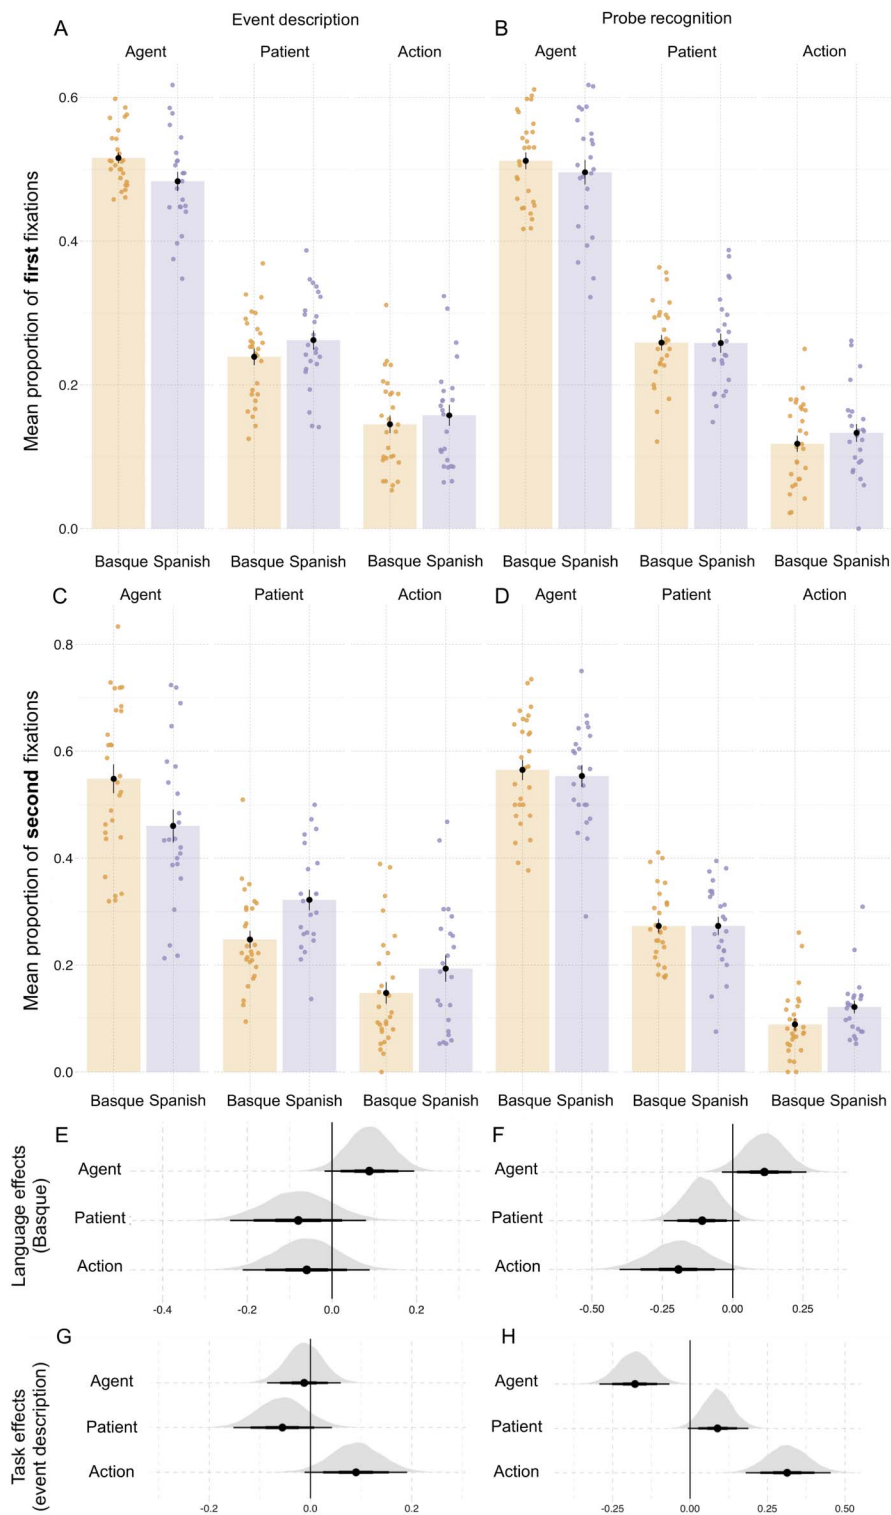 A
Event description
B
Probe recognition
Agent
Patient
Action
Agent
Patient
Action
Mean proportion of first fixations
0.6
0.4
0.2
0.0
Basque Spanish
Basque Spanish
Basque Spanish
Basque Spanish
Basque Spanish
Basque Spanish
C
Agent
Patient
Action
D
Agent
Patient
Action
Mean proportion of second fixations
0.8
0.6
0.4
0.2
0.0
Basque Spanish
Basque Spanish
Basque Spanish
Basque Spanish
Basque Spanish
Basque Spanish
Language effects
(Basque)
E
Agent
Patient
Action
-0.4
-0.2
0.0
0.2
F
Agent
Patient
Action
-0.50
-0.25
0.00
0.25
Task effects
(event description)
G
Agent
Patient
Action
-0.2
0.0
0.2
H
Agent
Patient
Action
-0.25
0.00
0.25
0.50